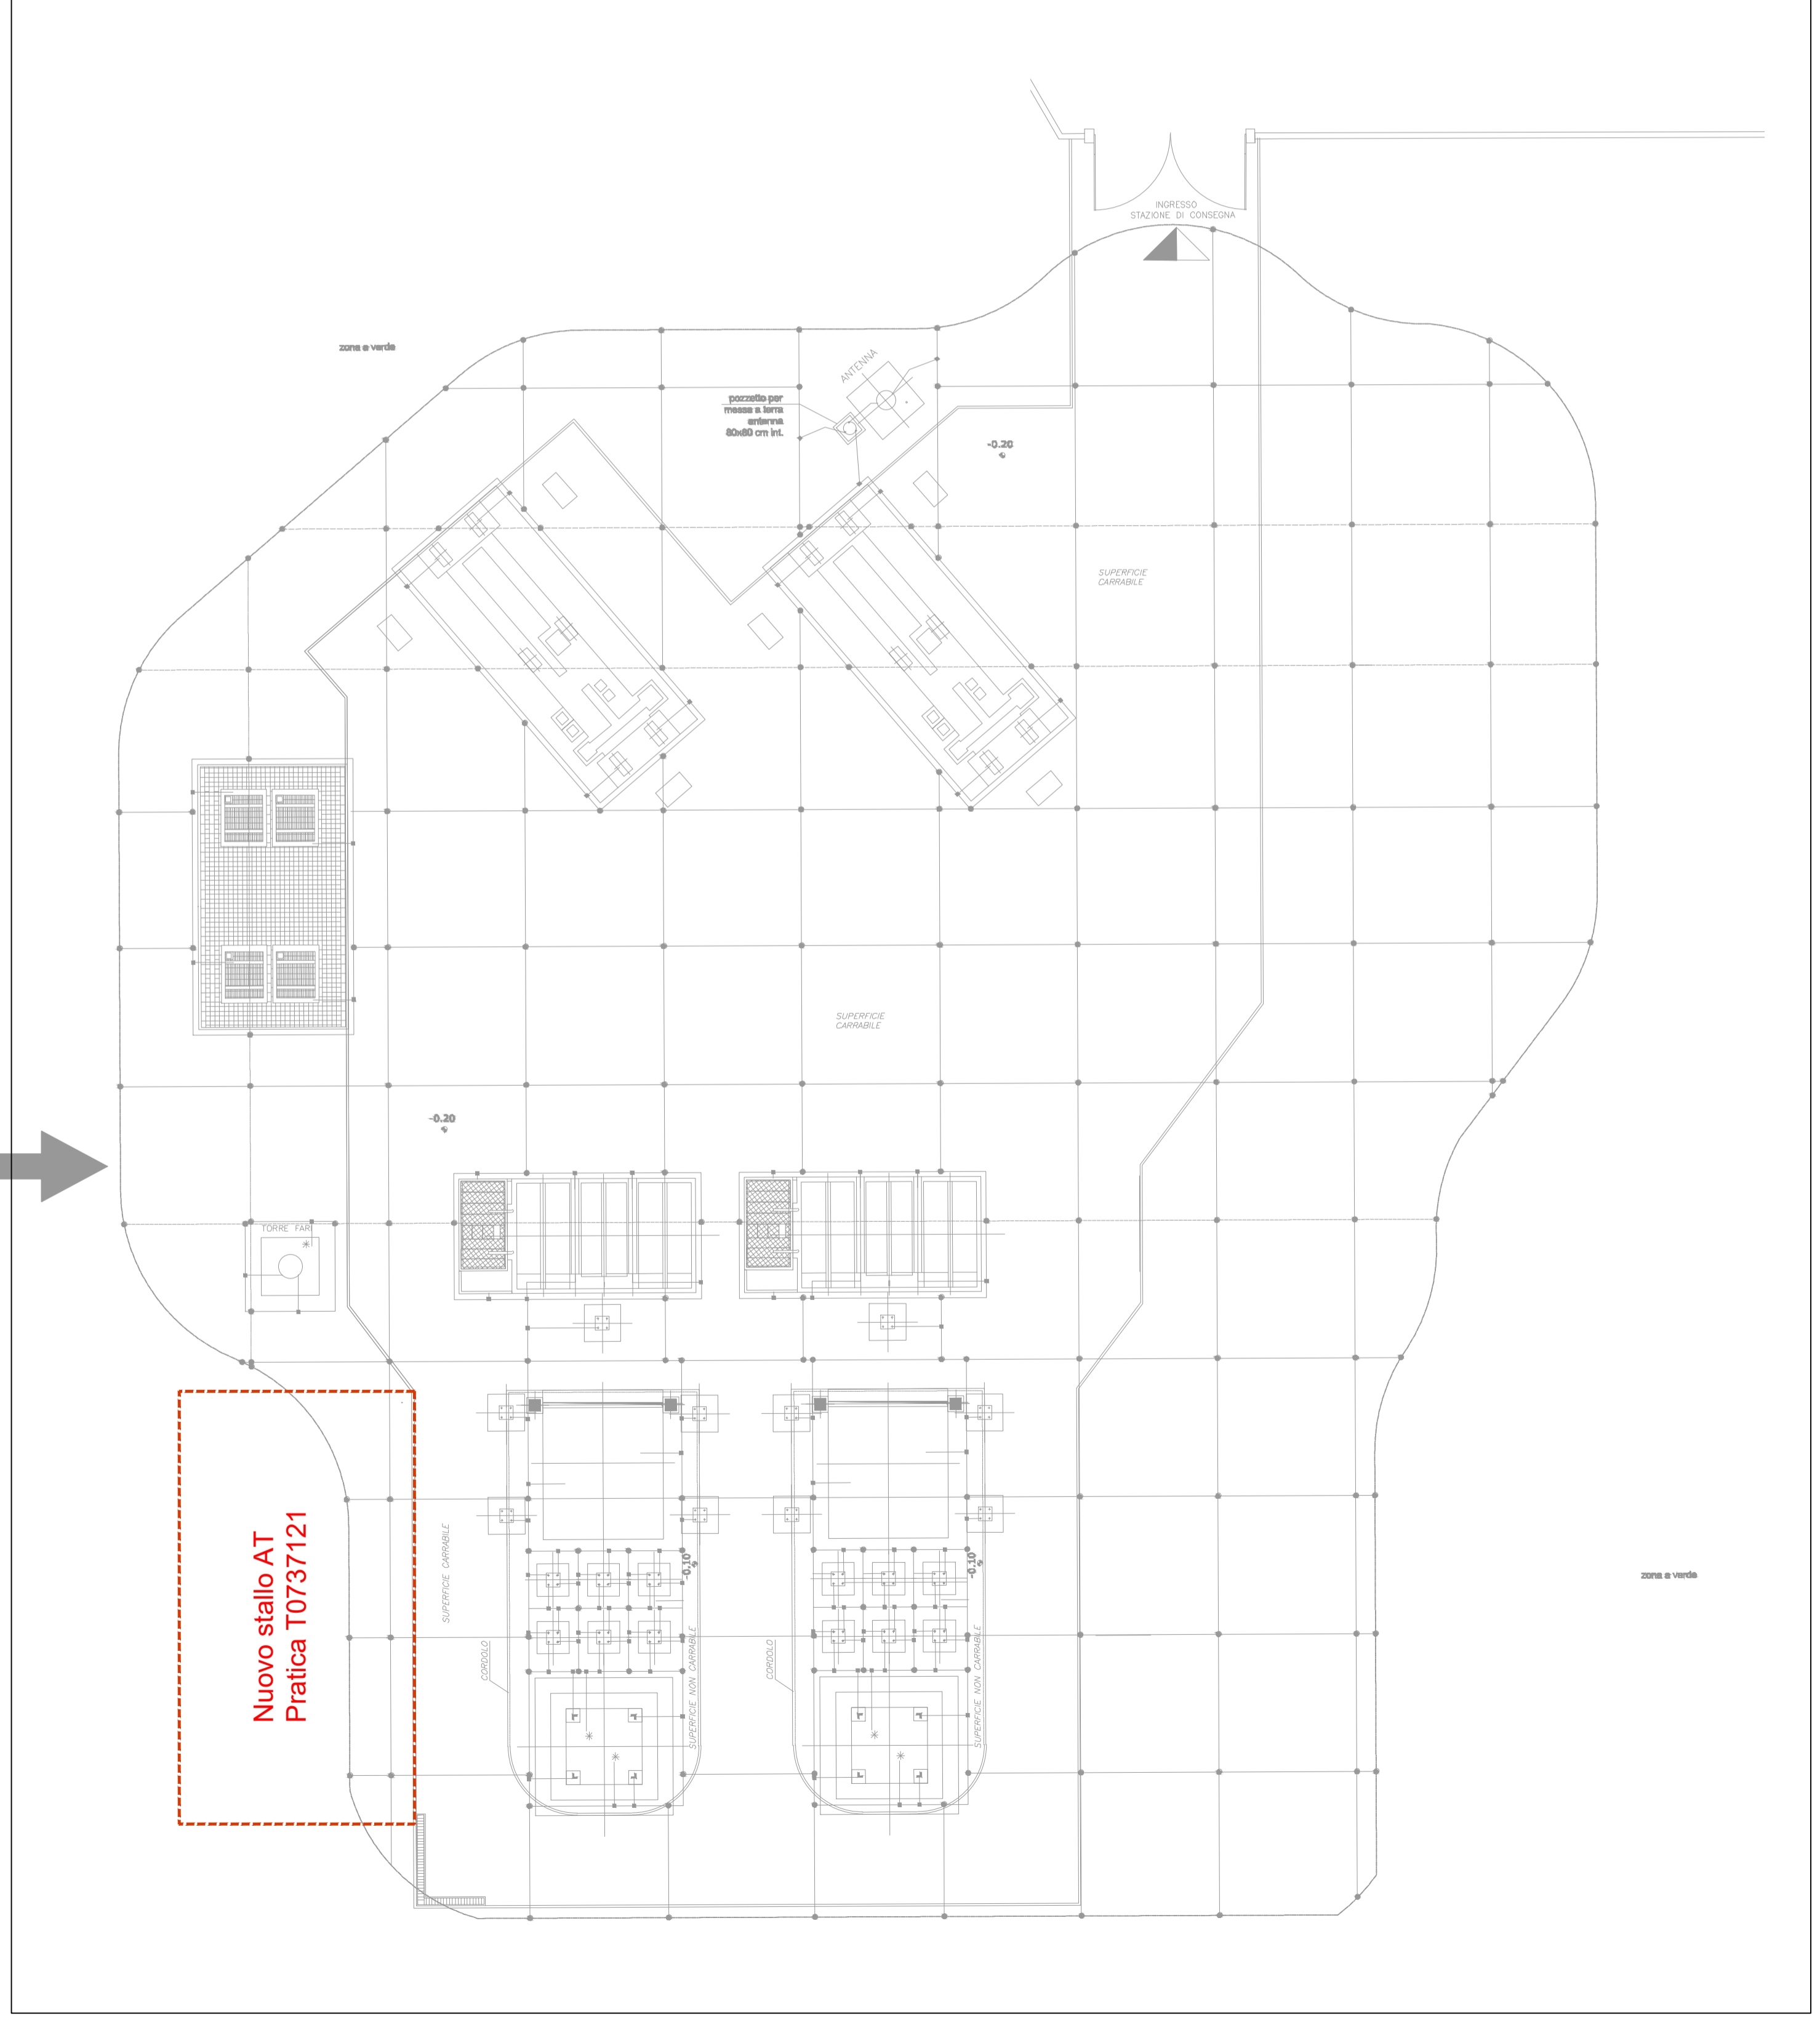 INGRESSO
STAZIONE DI CONSEGNA
zona a verde
ANTENNA
pozzetto per
messa a terra
antenna
80x80 cm int.
-0.20
SUPERFICIE
CARRABILE
SUPERFICIE
CARRABILE
-0.20
TORRE FARI
Nuovo stallo AT
Pratica T0737121
SUPERFICIE CARRABILE
CORDOLO
-0.10
SUPERFICIE NON CARRABILE
CORDOLO
-0.10
SUPERFICIE NON CARRABILE
zona a verde